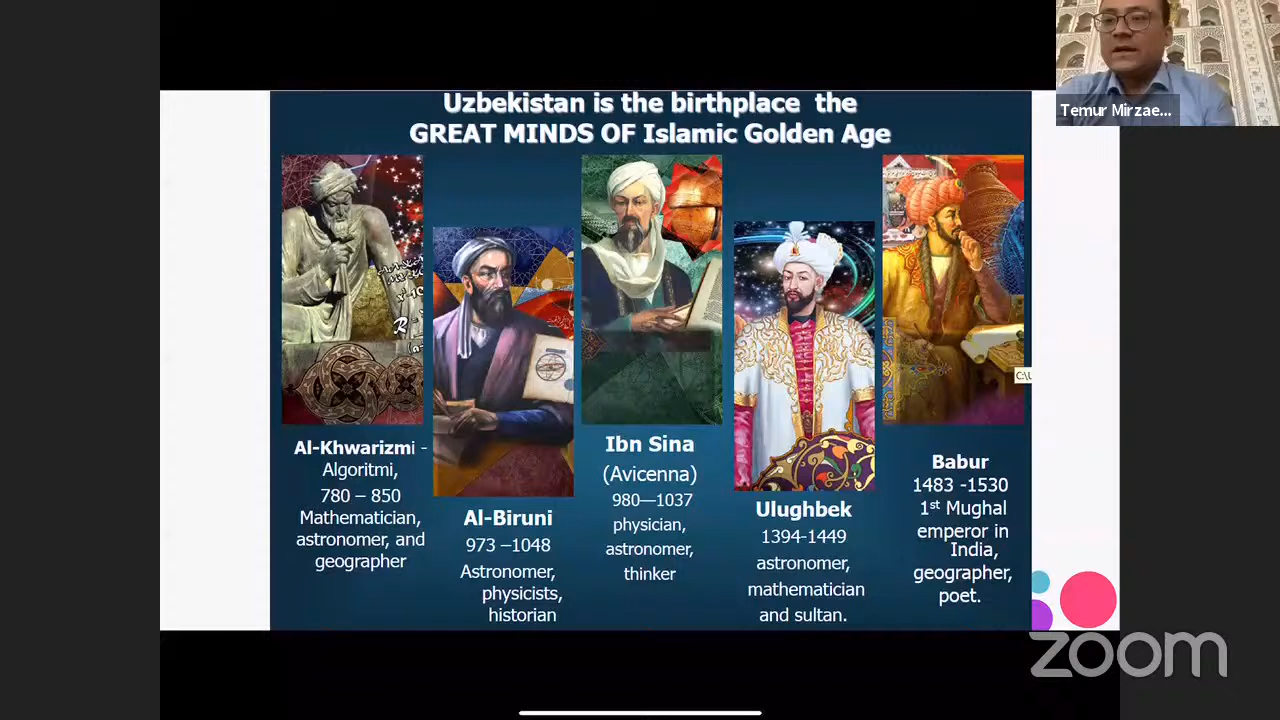 Uzbekistan is the birthplace the
GREAT MINDS OF Islamic Golden Age
Temur Mirzae...
Al-Khwarizmi -
Algoritmi,
780 – 850
Mathematician,
astronomer, and
geographer
Al-Biruni
973 –1048
Astronomer,
physicists,
historian
Ibn Sina
(Avicenna)
980—1037
physician,
astronomer,
thinker
Ulughbek
1394-1449
astronomer,
mathematician
and sultan.
Babur
1483 -1530
1st Mughal
emperor in
India,
geographer,
poet.
C:\U
zoom